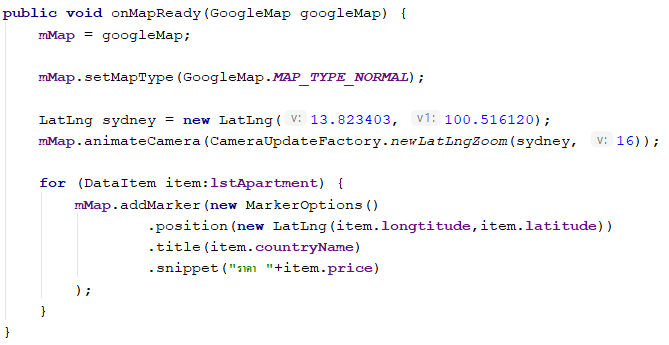 public void onMapReady(GoogleMap googleMap) {
    mMap = googleMap;

    mMap.setMapType(GoogleMap.MAP_TYPE_NORMAL);

    LatLng sydney = new LatLng( v: 13.823403, v1: 100.516120);
    mMap.animateCamera(CameraUpdateFactory.newLatLngZoom(sydney, v: 16));

    for (DataItem item:lstApartment) {
        mMap.addMarker(new MarkerOptions()
                .position(new LatLng(item.longtitude,item.latitude))
                .title(item.countryName)
                .snippet("ราคา "+item.price)
        );
    }
}